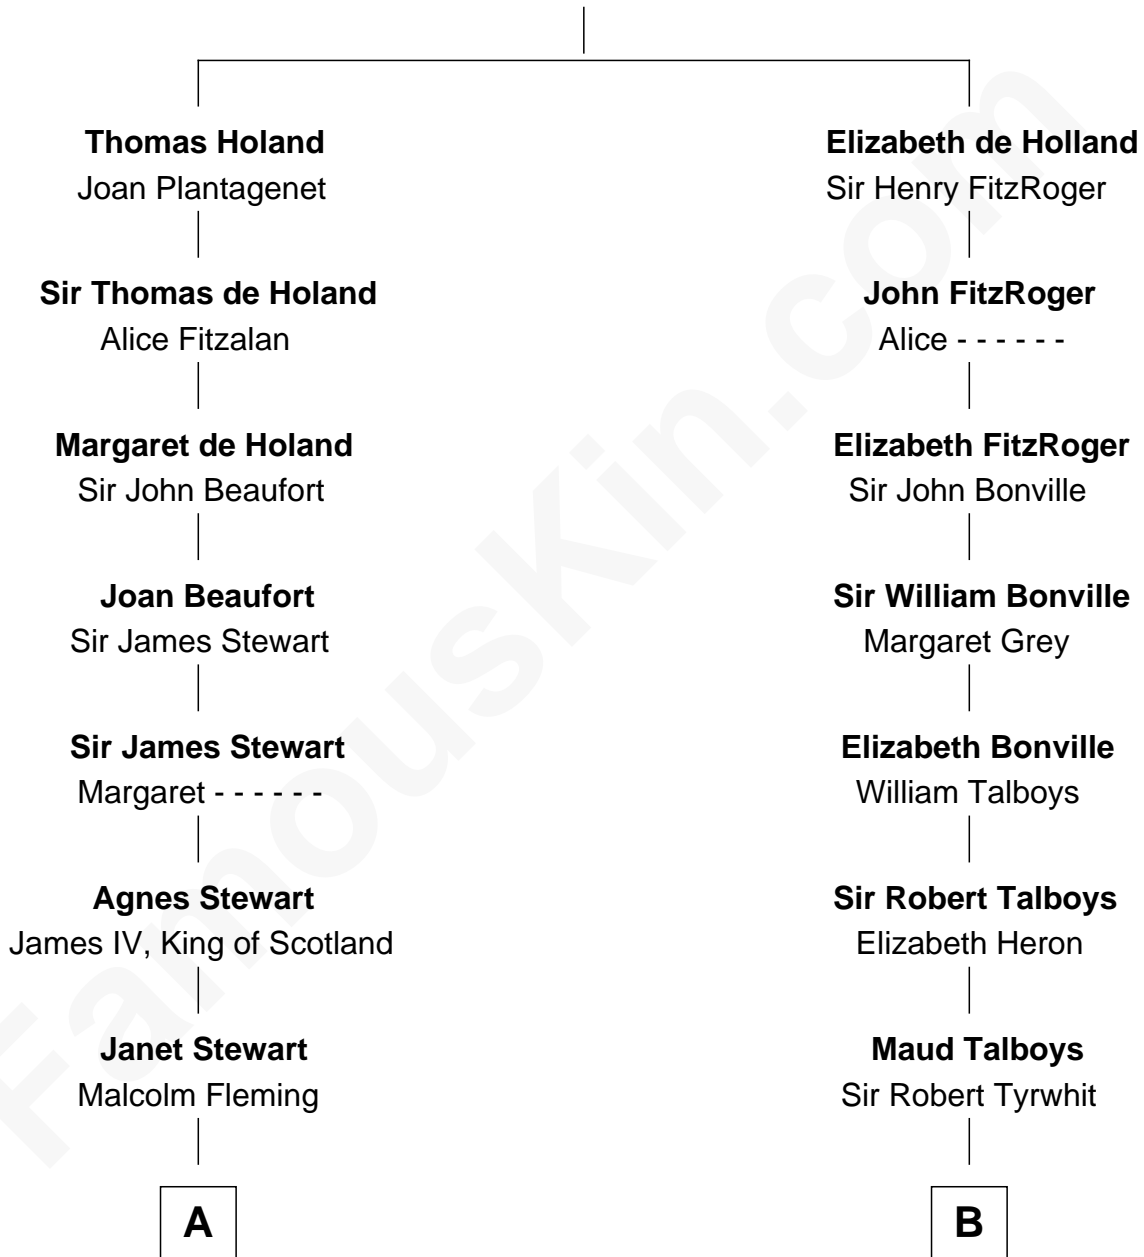 Thomas Holand
Joan Plantagenet
Sir Thomas de Holand
Alice Fitzalan
Margaret de Holand
Sir John Beaufort
Joan Beaufort
Sir James Stewart
Sir James Stewart
Margaret - - - - - -
Agnes Stewart
James IV, King of Scotland
Janet Stewart
Malcolm Fleming
A
Elizabeth de Holland
Sir Henry FitzRoger
John FitzRoger
Alice - - - - - -
Elizabeth FitzRoger
Sir John Bonville
Sir William Bonville
Margaret Grey
Elizabeth Bonville
William Talboys
Sir Robert Talboys
Elizabeth Heron
Maud Talboys
Sir Robert Tyrwhit
B
FamousKin.com